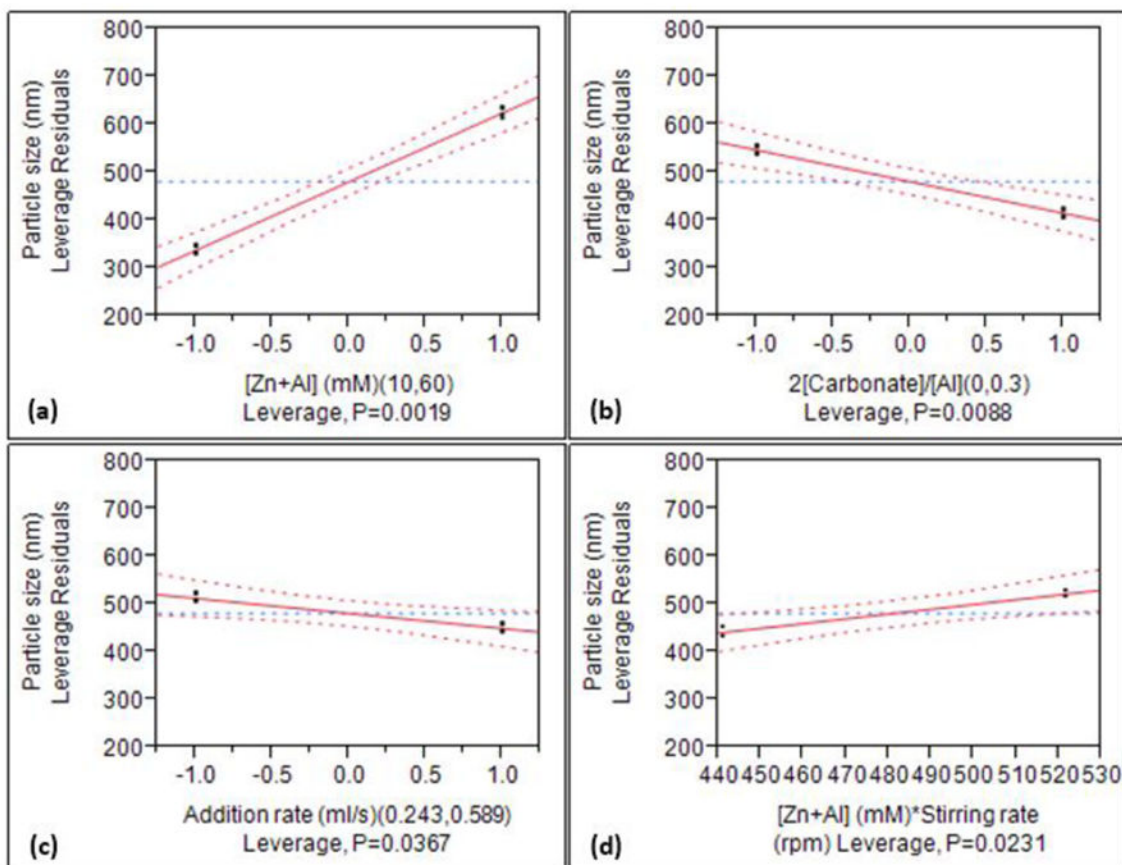 Particle size (nm)
Leverage Residuals
800
700
600
500
400
300
200
-1.0 -0.5 0.0 0.5 1.0
[Zn+Al] (mM)(10,60)
Leverage, P=0.0019
(a)
Particle size (nm)
Leverage Residuals
800
700
600
500
400
300
200
-1.0 -0.5 0.0 0.5 1.0
2[Carbonate]/[Al](0,0.3)
Leverage, P=0.0088
(b)
Particle size (nm)
Leverage Residuals
800
700
600
500
400
300
200
-1.0 -0.5 0.0 0.5 1.0
Addition rate (ml/s)(0.243,0.589)
Leverage, P=0.0367
(c)
Particle size (nm)
Leverage Residuals
800
700
600
500
400
300
200
440 450 460 470 480 490 500 510 520 530
[Zn+Al] (mM)*Stirring rate
(rpm) Leverage, P=0.0231
(d)